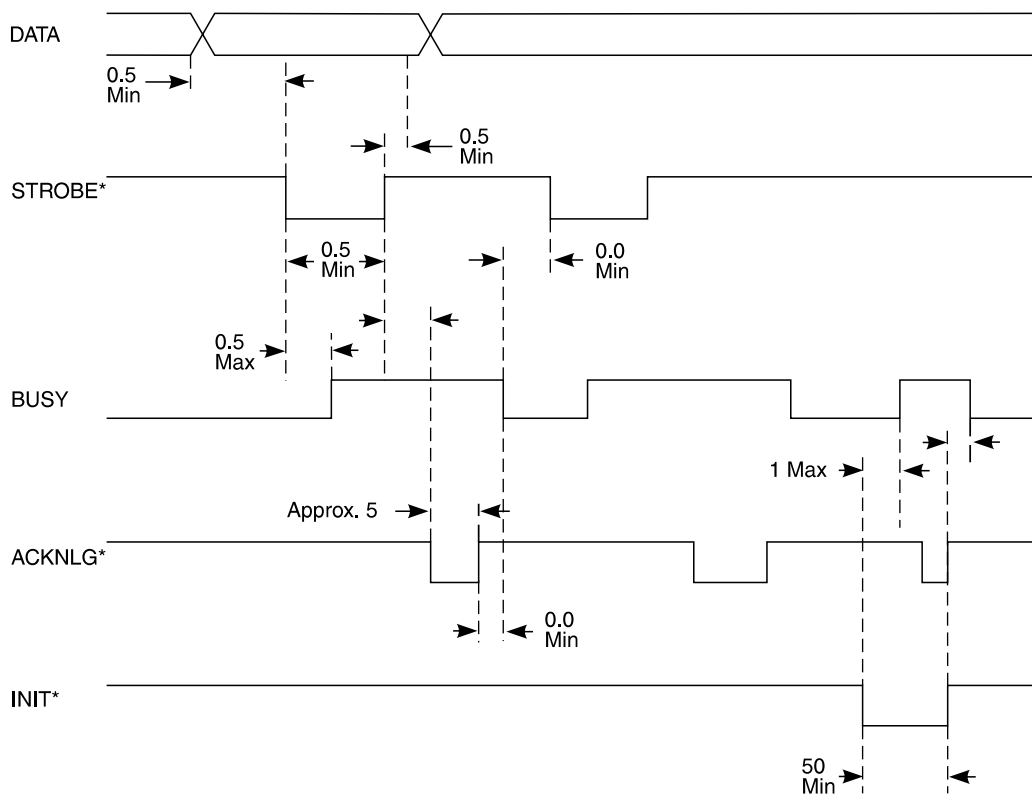 DATA
0.5
Min
0.5
Min
STROBE*
0.5
Min
0.0
Min
0.5
Max
BUSY
1 Max
Approx. 5
ACKNLG*
0.0
Min
INIT*
50
Min